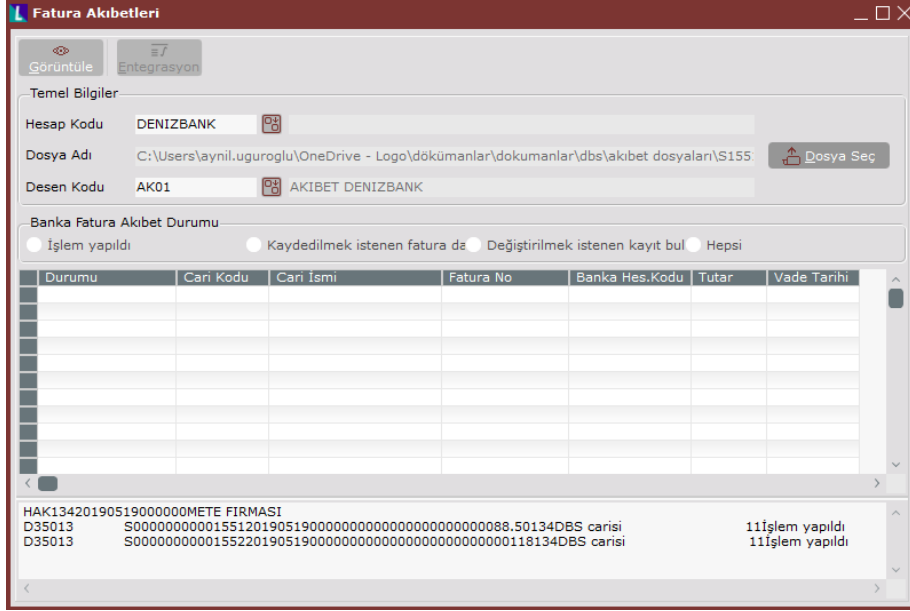 Fatura Akıbetleri
Görüntüle Entegrasyon
Temel Bilgiler
Hesap Kodu DENIZBANK
Dosya Adı C:\Users\aynil.uguroglu\OneDrive - Logo\dökümanlar\dokumanlar\dbs\akıbet dosyaları\S155 Dosya Seç
Desen Kodu AK01 AKIBET DENIZBANK
Banka Fatura Akıbet Durumu
İşlem yapıldı Kaydedilmek istenen fatura da Değiştirilmek istenen kayıt bul Hepsi
Durumu Cari Kodu Cari İsmi Fatura No Banka Hes.Kodu Tutar Vade Tarihi
HAK13420190519000000METE FIRMASI
D35013 S000000000015512019051900000000000000000000000088.50134DBS carisi 11İşlem yapıldı
D35013 S0000000000155220190519000000000000000000000000118134DBS carisi 11İşlem yapıldı